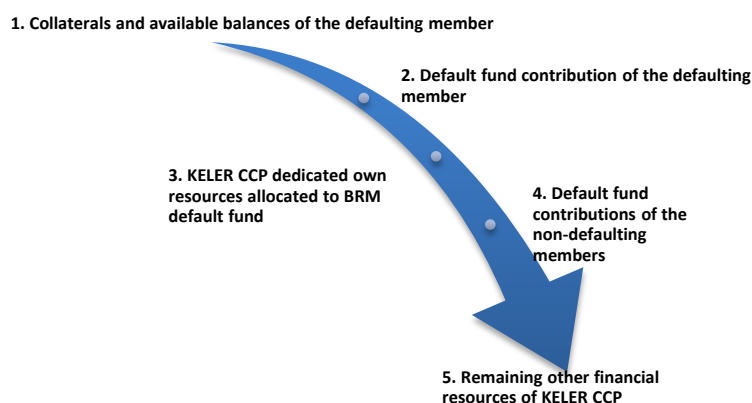 1. Collaterals and available balances of the defaulting member
2. Default fund contribution of the defaulting
member
3. KELER CCP dedicated own
resources allocated to BRM
default fund
4. Default fund
contributions of the
non-defaulting
members
5. Remaining other financial
resources of KELER CCP